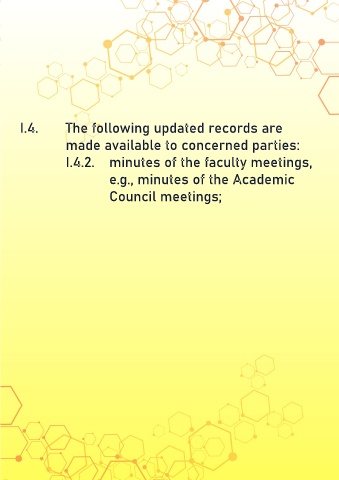 I.4. The following updated records are
made available to concerned parties:
I.4.2. minutes of the faculty meetings,
e.g., minutes of the Academic
Council meetings;